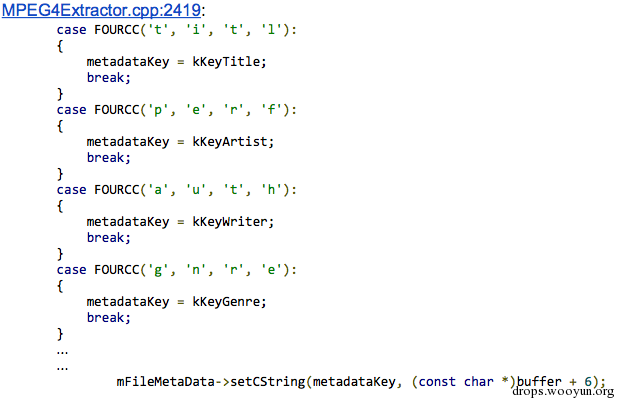 MPEG4Extractor.cpp:2419:
case FOURCC('t', 'i', 't', 'l'):
{
metadataKey = kKeyTitle;
break;
}
case FOURCC('p', 'e', 'r', 'f'):
{
metadataKey = kKeyArtist;
break;
}
case FOURCC('a', 'u', 't', 'h'):
{
metadataKey = kKeyWriter;
break;
}
case FOURCC('g', 'n', 'r', 'e'):
{
metadataKey = kKeyGenre;
break;
}
…
…
mFileMetaData->setCString(metadataKey, (const char *)buffer + 6);
drops.wooyun.org